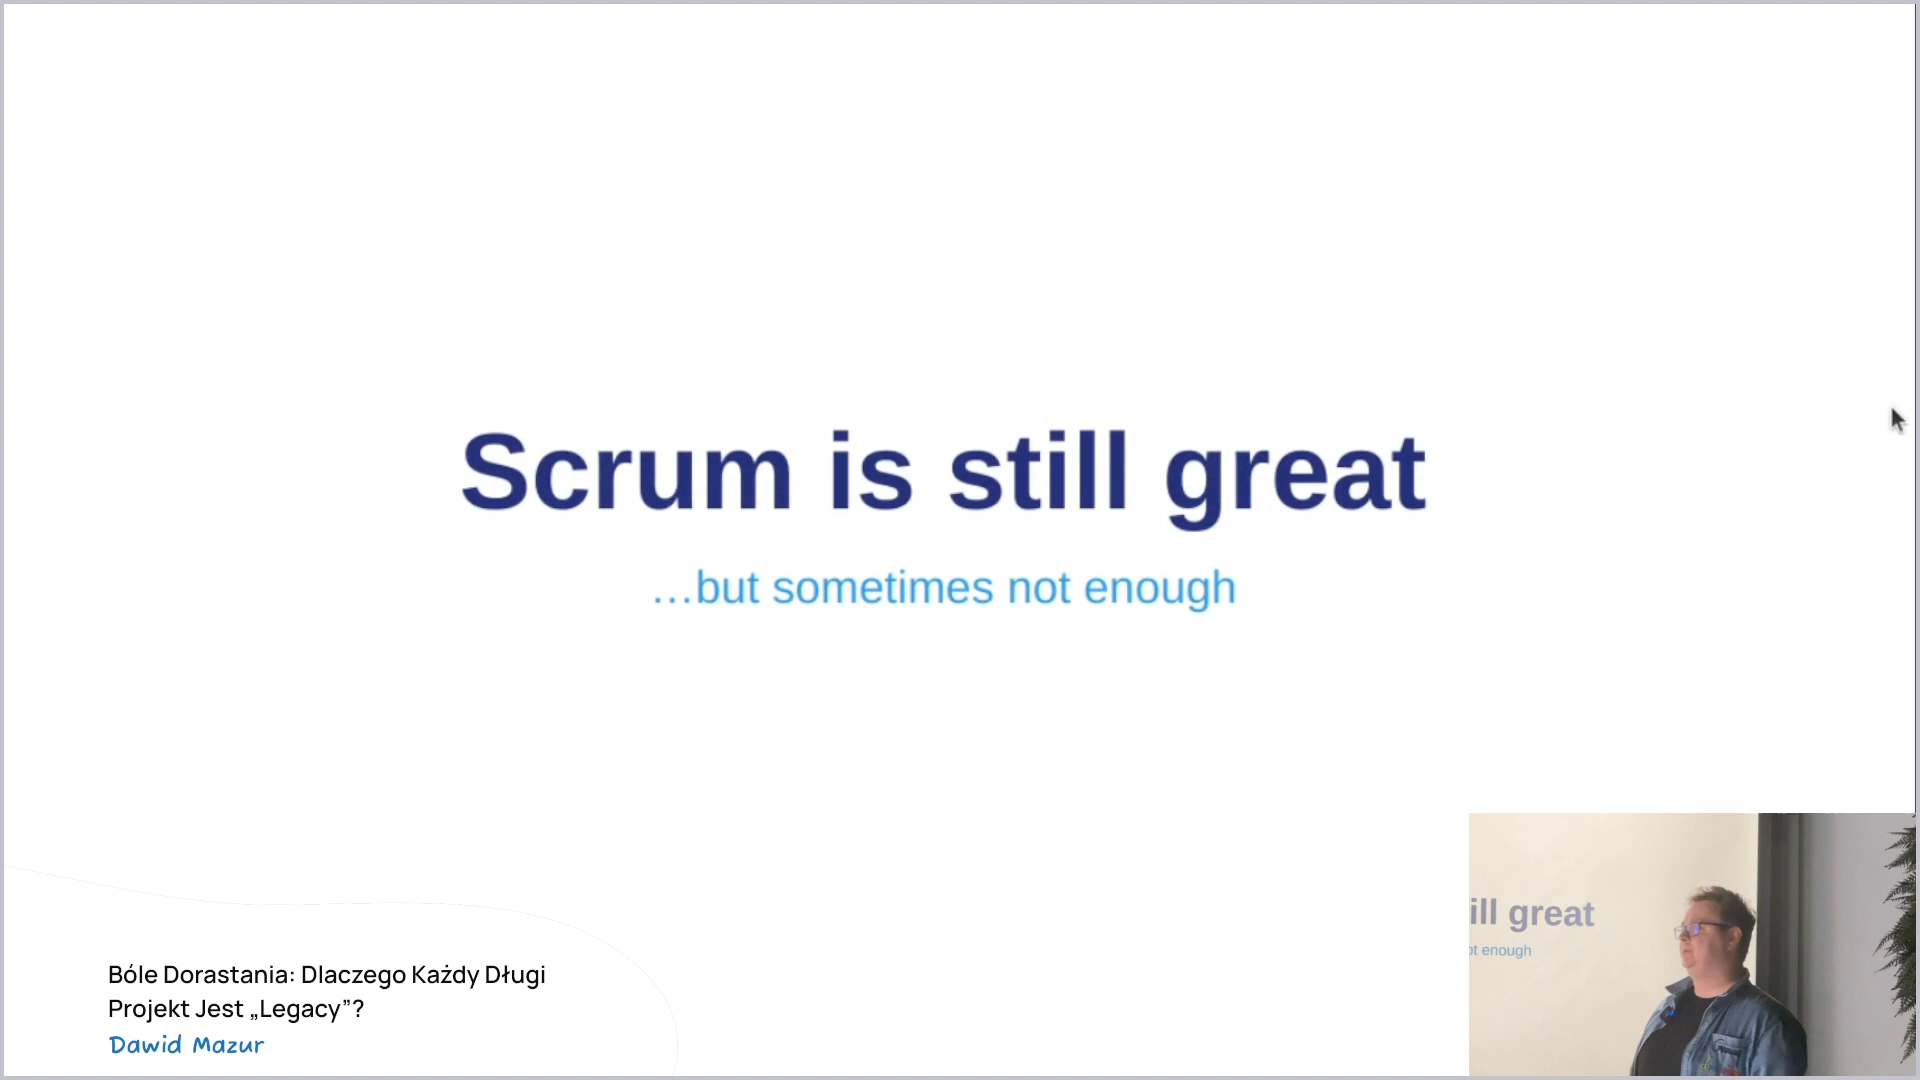 Scrum is still great
…but sometimes not enough
Bóle Dorastania: Dlaczego Każdy Długi
Projekt Jest „Legacy”?
Dawid Mazur
ill great
ot enough